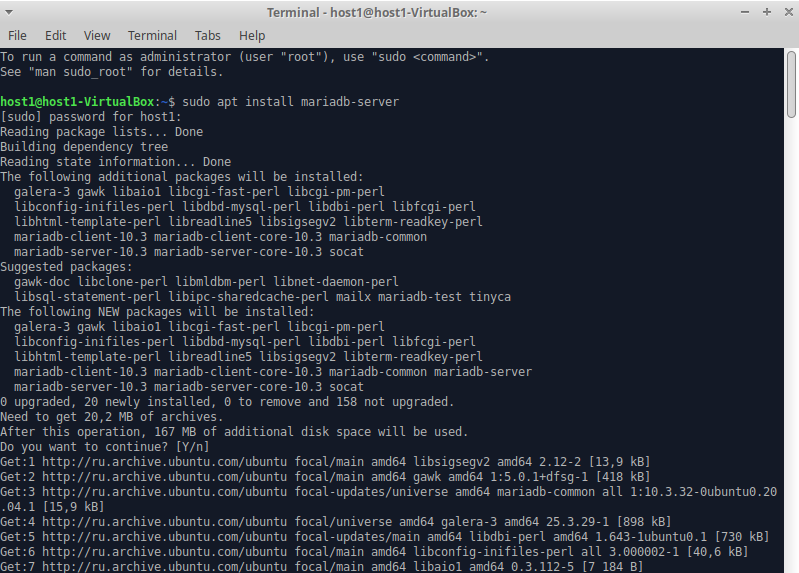 Terminal - host1@host1-VirtualBox: ~
File Edit View Terminal Tabs Help
To run a command as administrator (user "root"), use "sudo <command>".
See "man sudo_root" for details.
host1@host1-VirtualBox:~$ sudo apt install mariadb-server
[sudo] password for host1:
Reading package lists... Done
Building dependency tree
Reading state information... Done
The following additional packages will be installed:
  galera-3 gawk libaio1 libcgi-fast-perl libcgi-pm-perl
  libconfig-inifiles-perl libdbd-mysql-perl libdbi-perl libfcgi-perl
  libhtml-template-perl libreadline5 libsigsegv2 libterm-readkey-perl
  mariadb-client-10.3 mariadb-client-core-10.3 mariadb-common
  mariadb-server-10.3 mariadb-server-core-10.3 socat
Suggested packages:
  gawk-doc libclone-perl libmldbm-perl libnet-daemon-perl
  libsql-statement-perl libipc-sharedcache-perl mailx mariadb-test tinyca
The following NEW packages will be installed:
  galera-3 gawk libaio1 libcgi-fast-perl libcgi-pm-perl
  libconfig-inifiles-perl libdbd-mysql-perl libdbi-perl libfcgi-perl
  libhtml-template-perl libreadline5 libsigsegv2 libterm-readkey-perl
  mariadb-client-10.3 mariadb-client-core-10.3 mariadb-common mariadb-server
  mariadb-server-10.3 mariadb-server-core-10.3 socat
0 upgraded, 20 newly installed, 0 to remove and 158 not upgraded.
Need to get 20,2 MB of archives.
After this operation, 167 MB of additional disk space will be used.
Do you want to continue? [Y/n]
Get:1 http://ru.archive.ubuntu.com/ubuntu focal/main amd64 libsigsegv2 amd64 2.12-2 [13,9 kB]
Get:2 http://ru.archive.ubuntu.com/ubuntu focal/main amd64 gawk amd64 1:5.0.1+dfsg-1 [418 kB]
Get:3 http://ru.archive.ubuntu.com/ubuntu focal-updates/universe amd64 mariadb-common all 1:10.3.32-0ubuntu0.20
.04.1 [15,9 kB]
Get:4 http://ru.archive.ubuntu.com/ubuntu focal/universe amd64 galera-3 amd64 25.3.29-1 [898 kB]
Get:5 http://ru.archive.ubuntu.com/ubuntu focal-updates/main amd64 libdbi-perl amd64 1.643-1ubuntu0.1 [730 kB]
Get:6 http://ru.archive.ubuntu.com/ubuntu focal/main amd64 libconfig-inifiles-perl all 3.000002-1 [40,6 kB]
Get:7 http://ru.archive.ubuntu.com/ubuntu focal/main amd64 libaio1 amd64 0.3.112-5 [7 184 B]